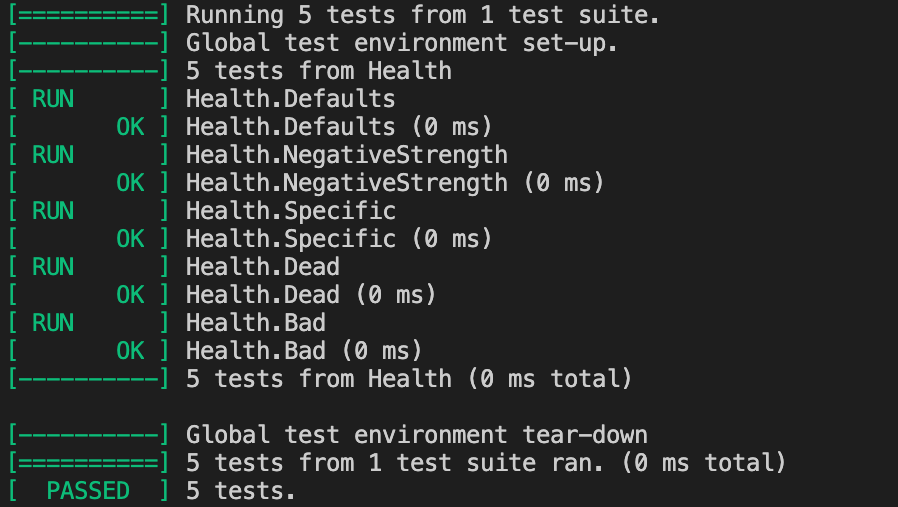 [==========] Running 5 tests from 1 test suite.
[----------] Global test environment set-up.
[----------] 5 tests from Health
[ RUN      ] Health.Defaults
[       OK ] Health.Defaults (0 ms)
[ RUN      ] Health.NegativeStrength
[       OK ] Health.NegativeStrength (0 ms)
[ RUN      ] Health.Specific
[       OK ] Health.Specific (0 ms)
[ RUN      ] Health.Dead
[       OK ] Health.Dead (0 ms)
[ RUN      ] Health.Bad
[       OK ] Health.Bad (0 ms)
[----------] 5 tests from Health (0 ms total)
[----------] Global test environment tear-down
[==========] 5 tests from 1 test suite ran. (0 ms total)
[  PASSED  ] 5 tests.